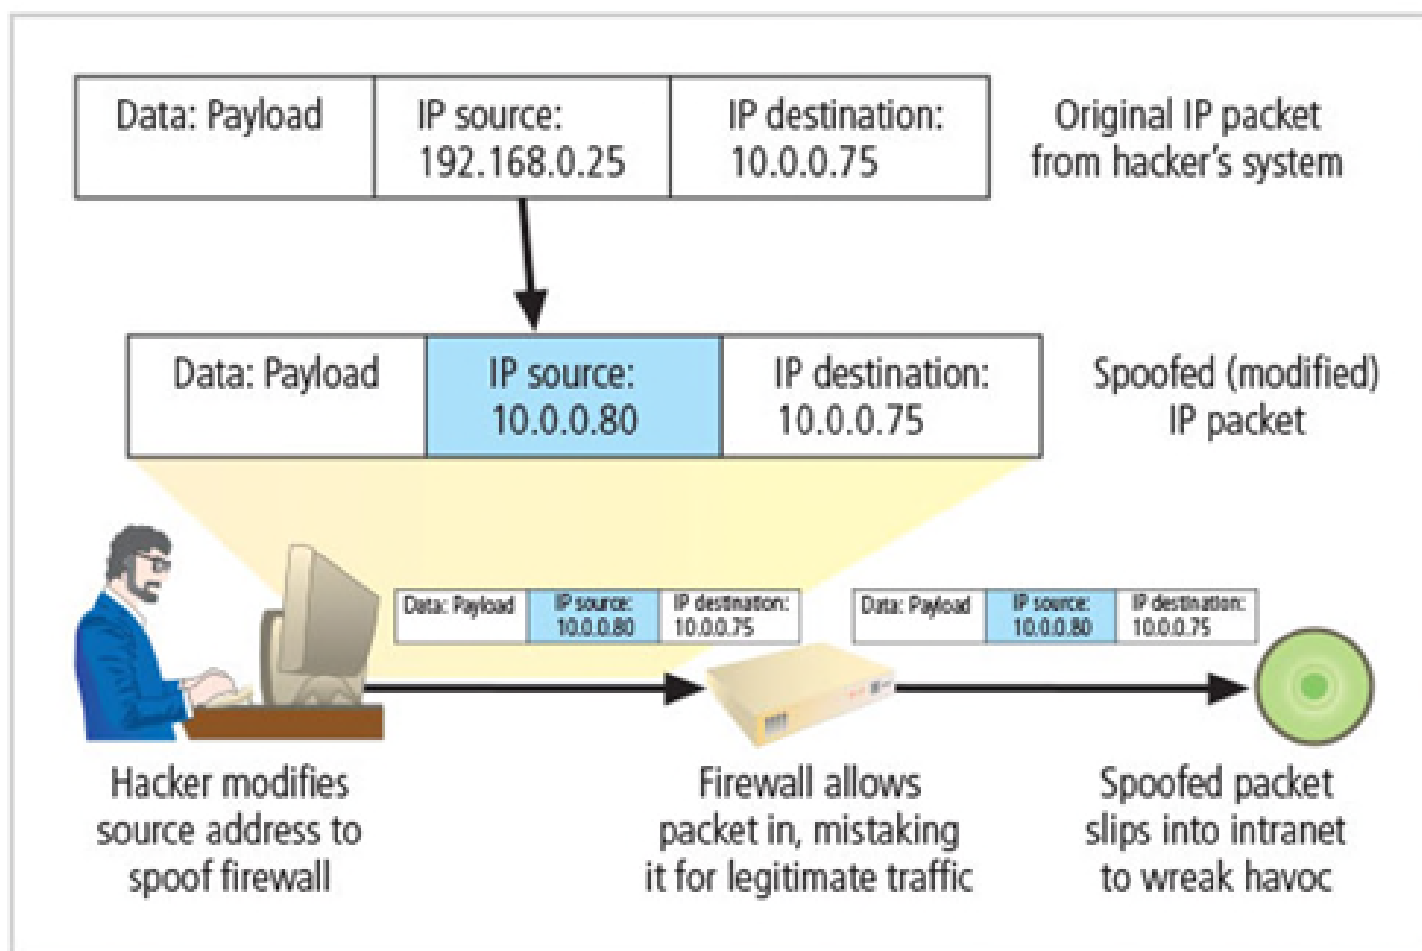 Data: Payload
IP source:
192.168.0.25
IP destination:
10.0.0.75
Original IP packet
from hacker's system
Data: Payload
IP source:
10.0.0.80
IP destination:
10.0.0.75
Spoofed (modified)
IP packet
Data: Payload
IP source:
10.0.0.80
IP destination:
10.0.0.75
Data: Payload
IP source:
10.0.0.80
IP destination:
10.0.0.75
Hacker modifies
source address to
spoof firewall
Firewall allows
packet in, mistaking
it for legitimate traffic
Spoofed packet
slips into intranet
to wreak havoc